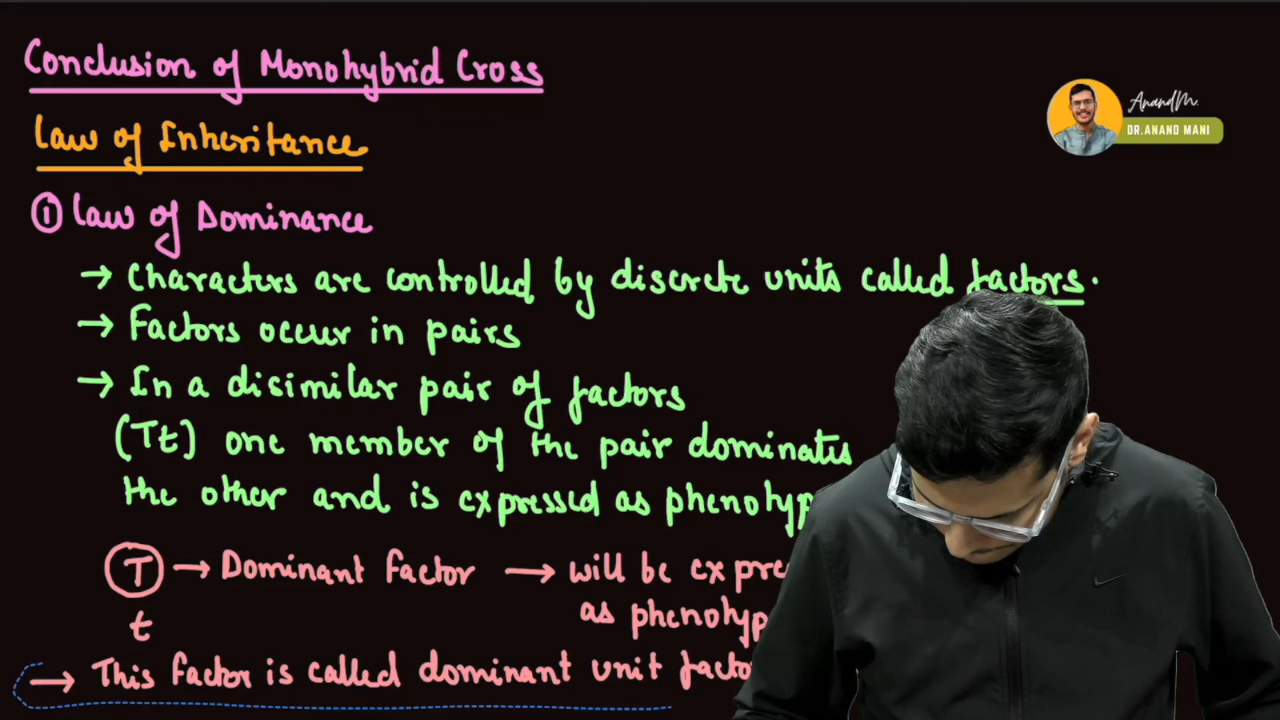 Conclusion of Monohybrid Cross
AnandM.
DR.ANAND MANI
Law of Inheritance
① Law of Dominance
→ Characters are controlled by discrete units called factors.
→ Factors occur in pairs
→ In a disimilar pair of factors
(Tt) one member of the pair dominates
the other and is expressed as
T → Dominant Factor → will be
as
t
→ This Factor is called dominant unit